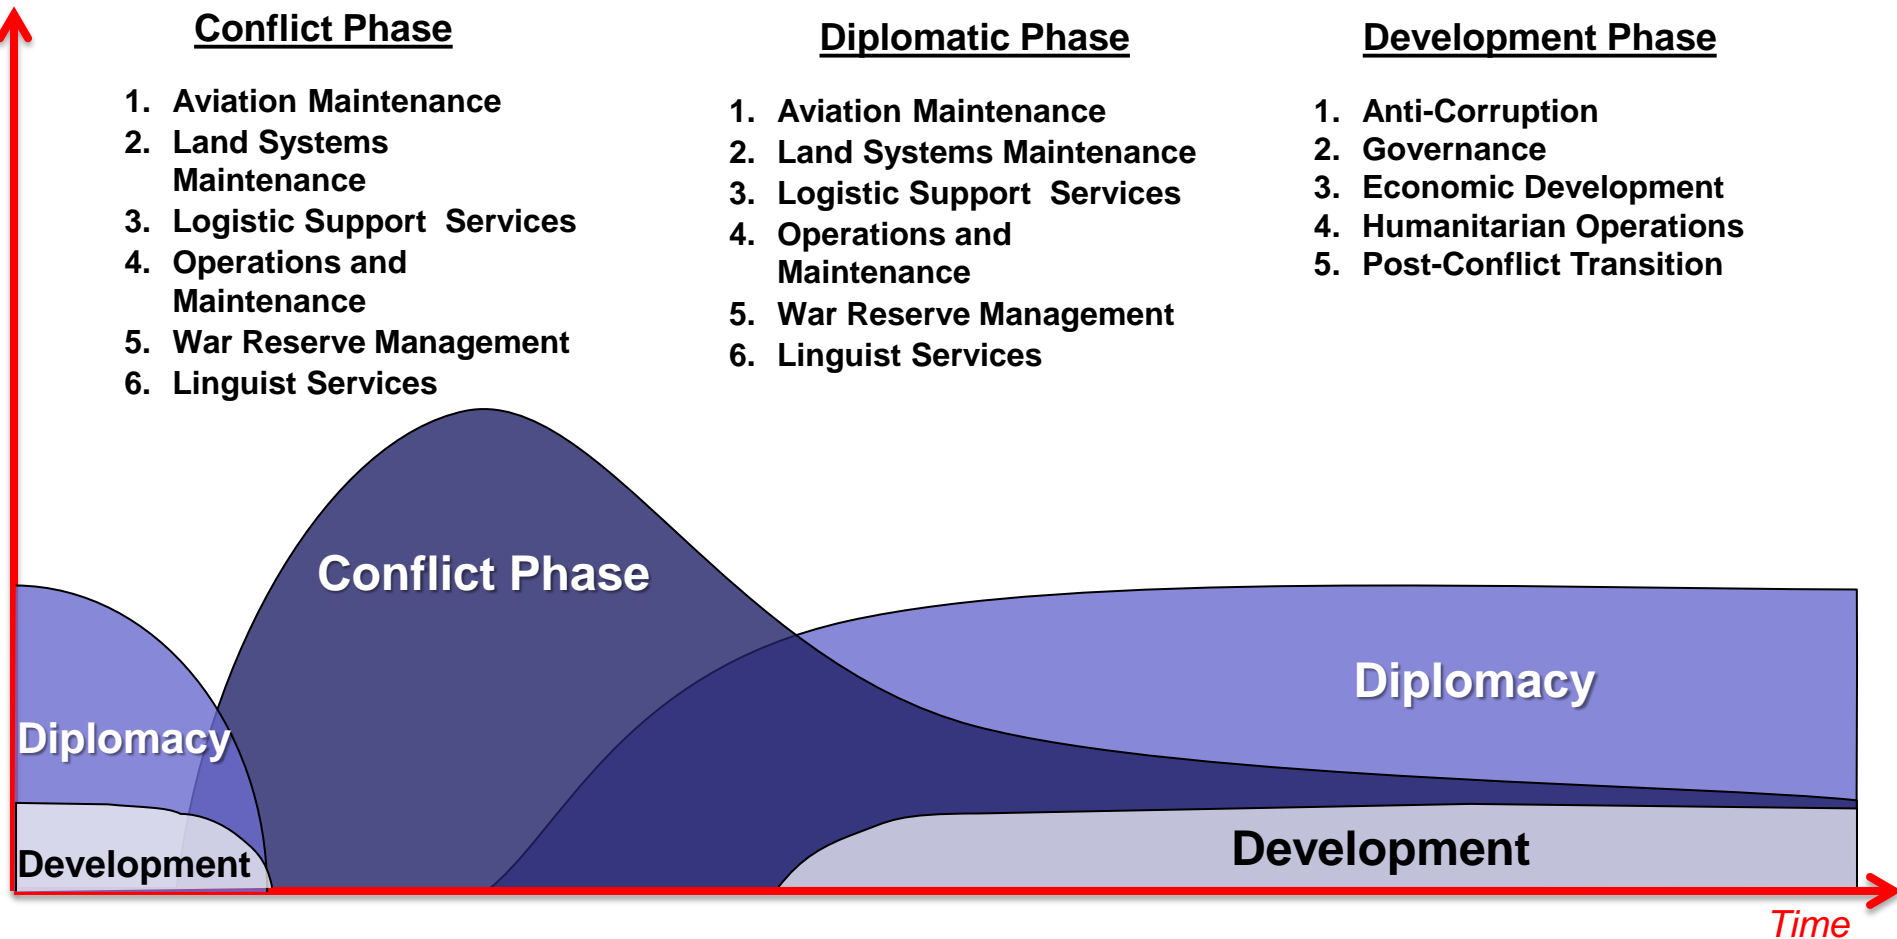 Conflict Phase
1. Aviation Maintenance
2. Land Systems
Maintenance
3. Logistic Support  Services
4. Operations and
Maintenance
5. War Reserve Management
6. Linguist Services
Diplomatic Phase
1. Aviation Maintenance
2. Land Systems Maintenance
3. Logistic Support  Services
4. Operations and
Maintenance
5. War Reserve Management
6. Linguist Services
Development Phase
1. Anti-Corruption
2. Governance
3. Economic Development
4. Humanitarian Operations
5. Post-Conflict Transition
Conflict Phase
Diplomacy
Diplomacy
Development
Development
Time